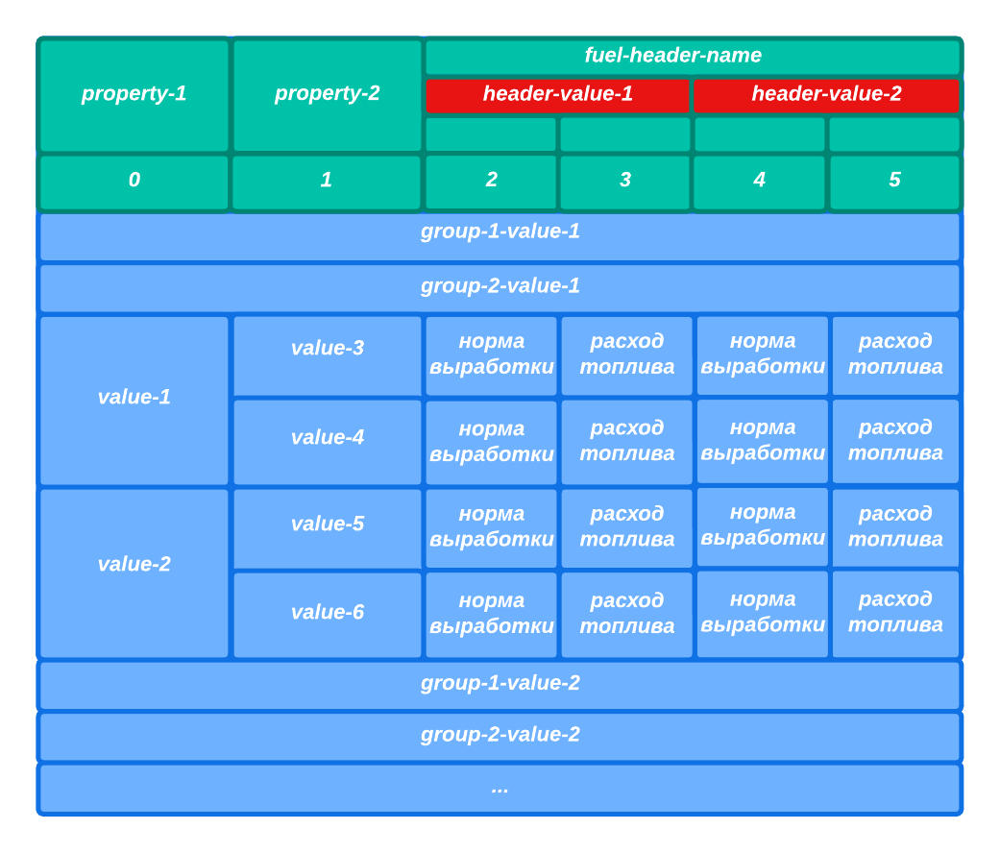 property-1
property-2
fuel-header-name
header-value-1
header-value-2
0
1
2
3
4
5
group-1-value-1
group-2-value-1
value-1
value-3
норма
выработки
расход
топлива
норма
выработки
расход
топлива
value-4
норма
выработки
расход
топлива
норма
выработки
расход
топлива
value-2
value-5
норма
выработки
расход
топлива
норма
выработки
расход
топлива
value-6
норма
выработки
расход
топлива
норма
выработки
расход
топлива
group-1-value-2
group-2-value-2
...